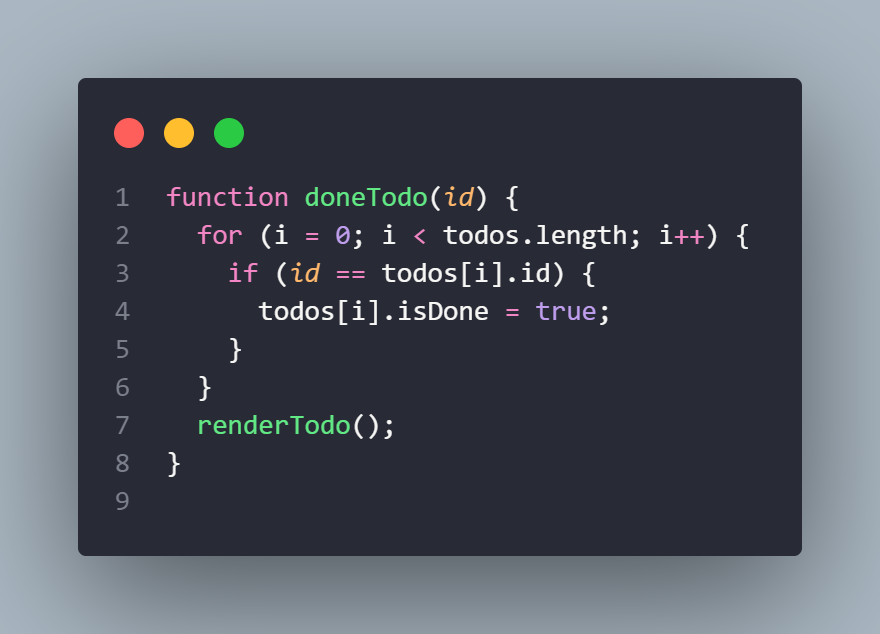 1 function doneTodo(id) {
2   for (i = 0; i < todos.length; i++) {
3     if (id == todos[i].id) {
4       todos[i].isDone = true;
5     }
6   }
7   renderTodo();
8 }
9